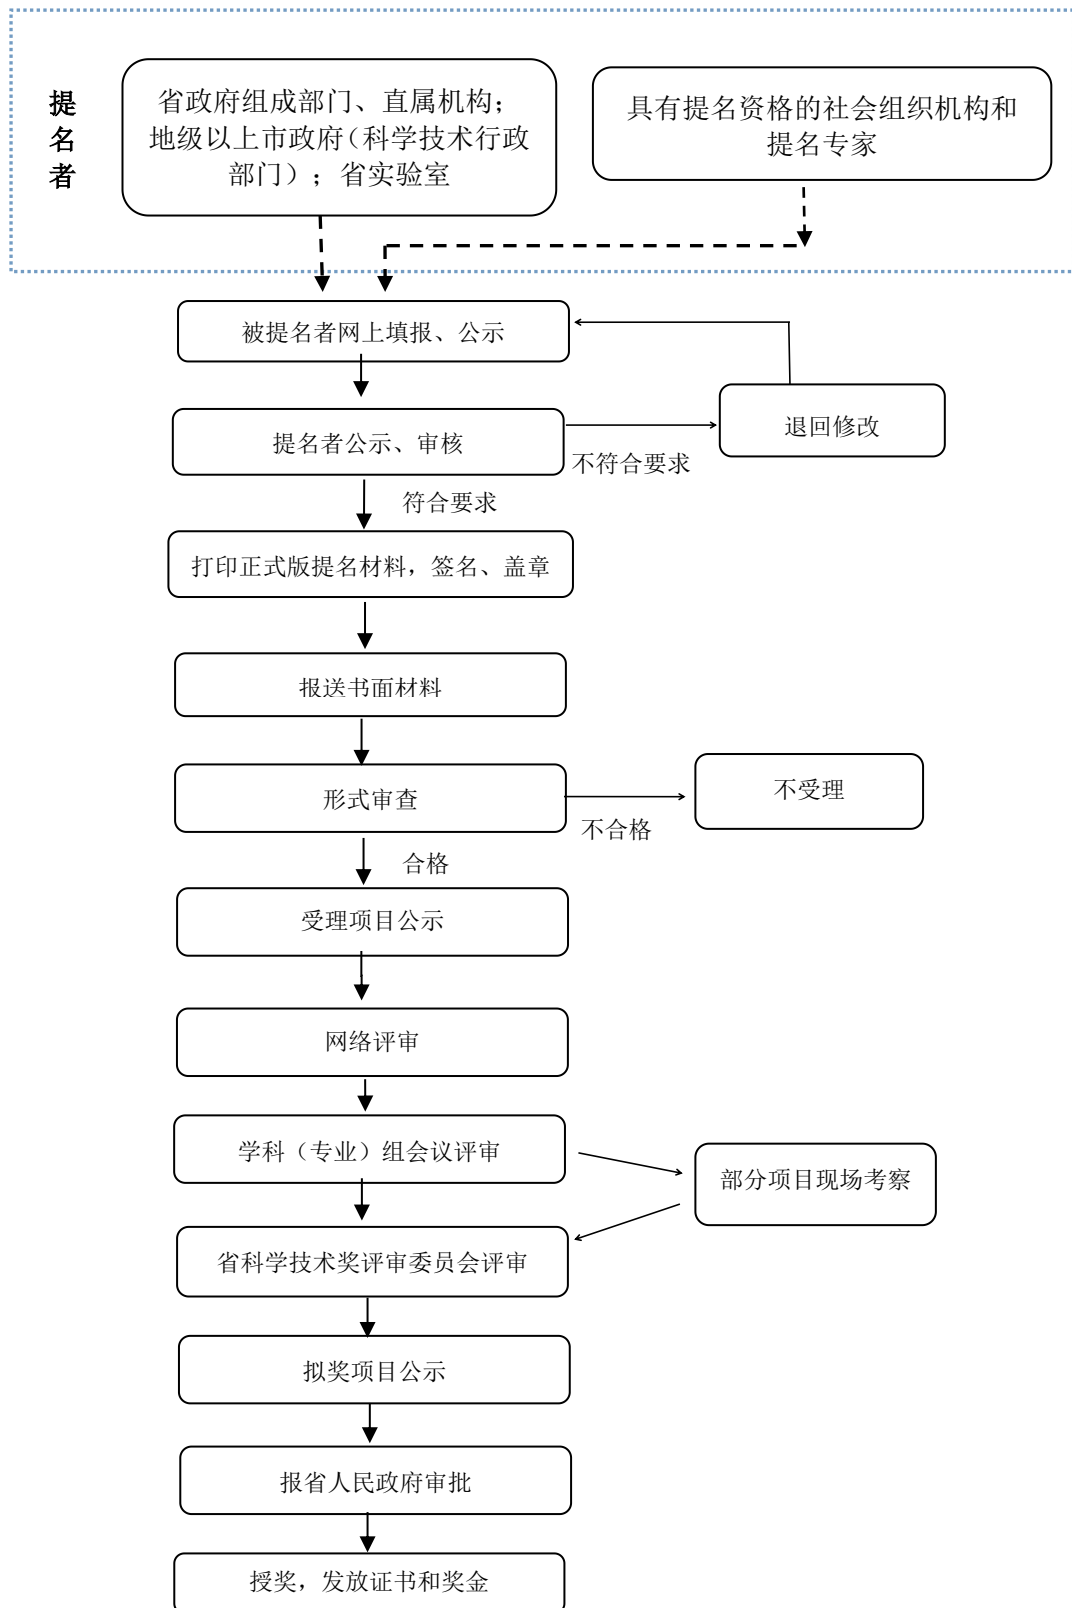 提
名
者
省政府组成部门、直属机构；
地级以上市政府（科学技术行政
部门）；省实验室
具有提名资格的社会组织机构和
提名专家
被提名者网上填报、公示
提名者公示、审核
不符合要求
退回修改
符合要求
打印正式版提名材料，签名、盖章
报送书面材料
形式审查
不合格
不受理
合格
受理项目公示
网络评审
学科（专业）组会议评审
部分项目现场考察
省科学技术奖评审委员会评审
拟奖项目公示
报省人民政府审批
授奖，发放证书和奖金